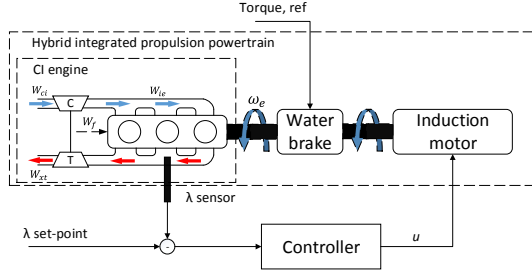 Torque, ref
Hybrid integrated propulsion powertrain
CI engine
W_ci
W_ie
C
W_f
ω_e
Water
brake
Induction
motor
T
W_xt
λ sensor
λ set-point
-
Controller
u